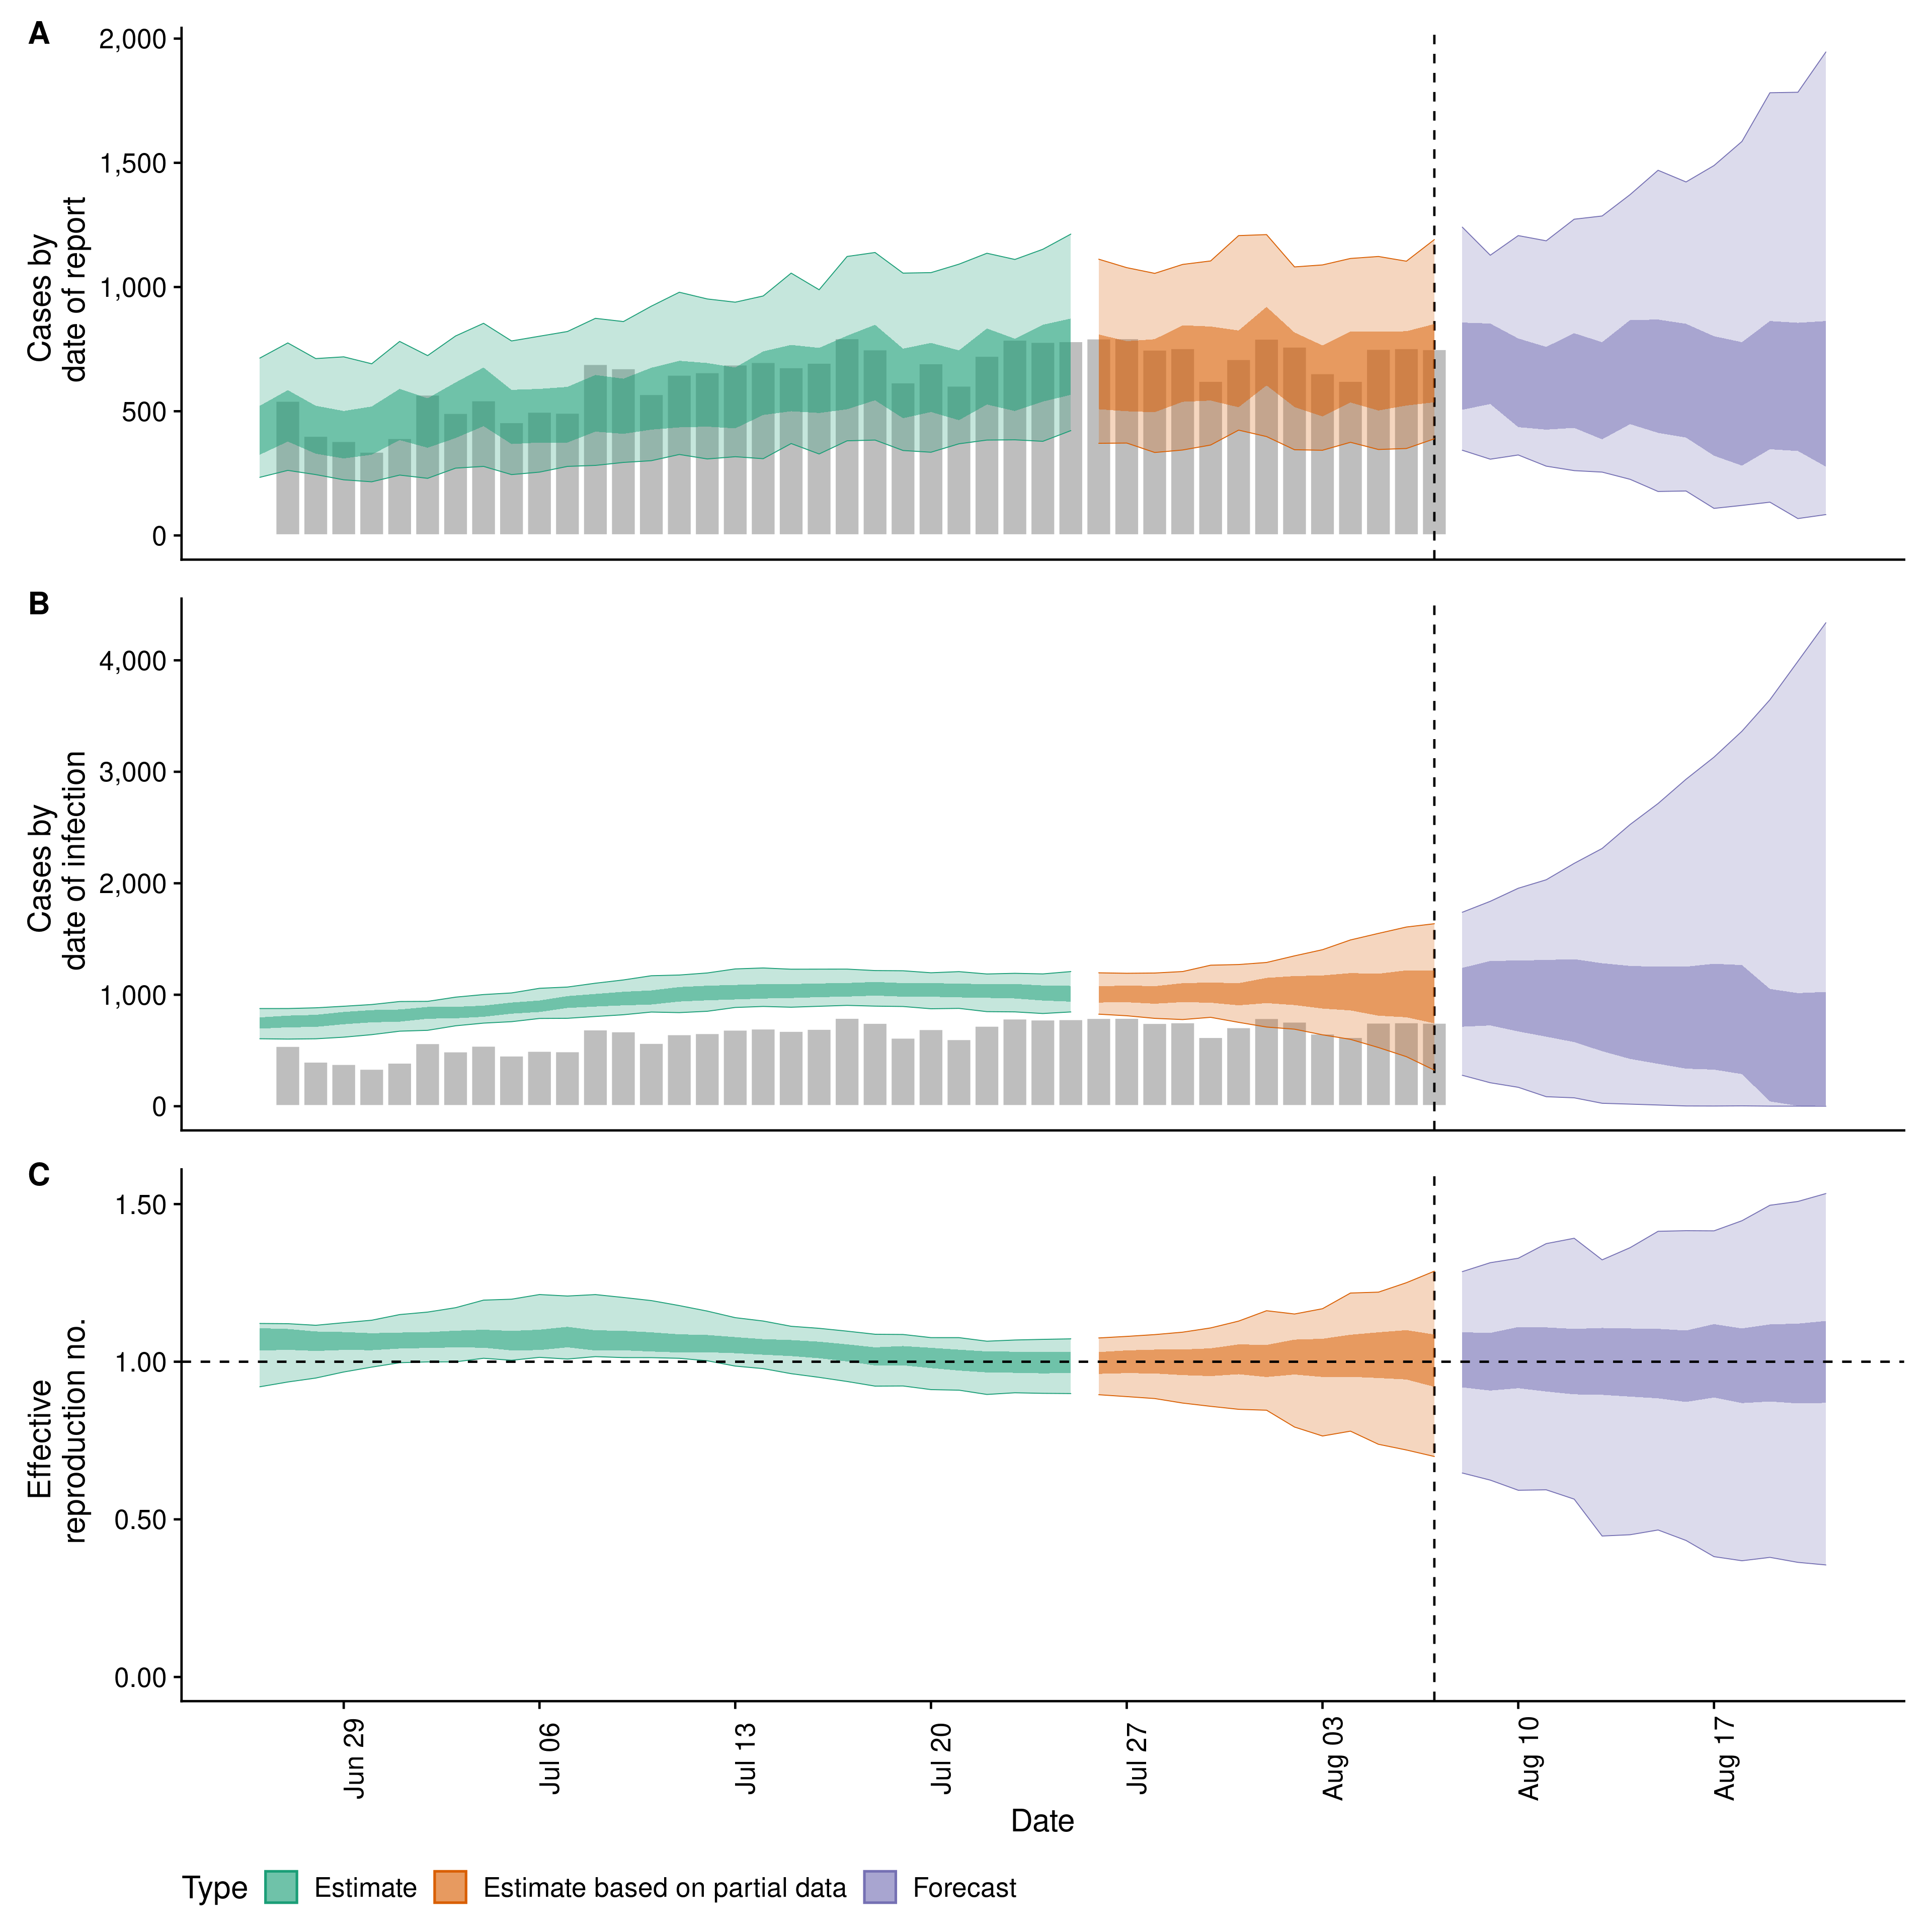 A
2,000
1,500
1,000
500
0
Cases by
date of report
B
4,000
3,000
2,000
1,000
0
Cases by
date of infection
C
1.50
1.00
0.50
0.00
Effective
reproduction no.
Jun 29
Jul 06
Jul 13
Jul 20
Jul 27
Aug 03
Aug 10
Aug 17
Date
Type Estimate Estimate based on partial data Forecast